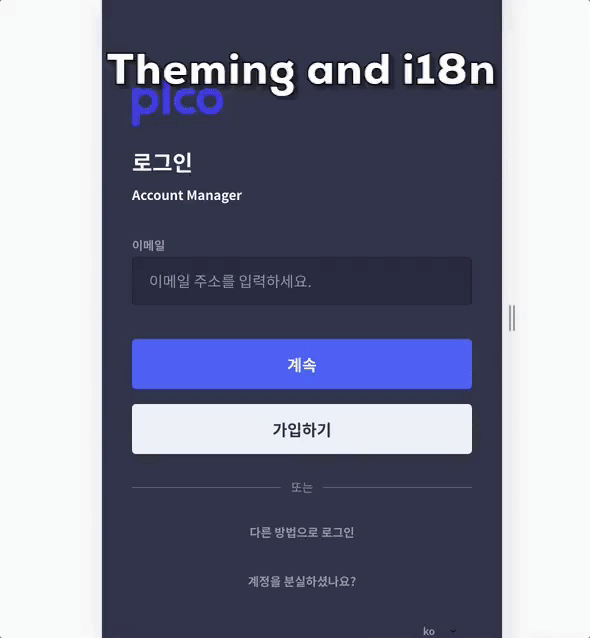 Theming and i18n
plco
로그인
Account Manager
이메일
이메일 주소를 입력하세요.
계속
가입하기
또는
다른 방법으로 로그인
계정을 분실하셨나요?
ko